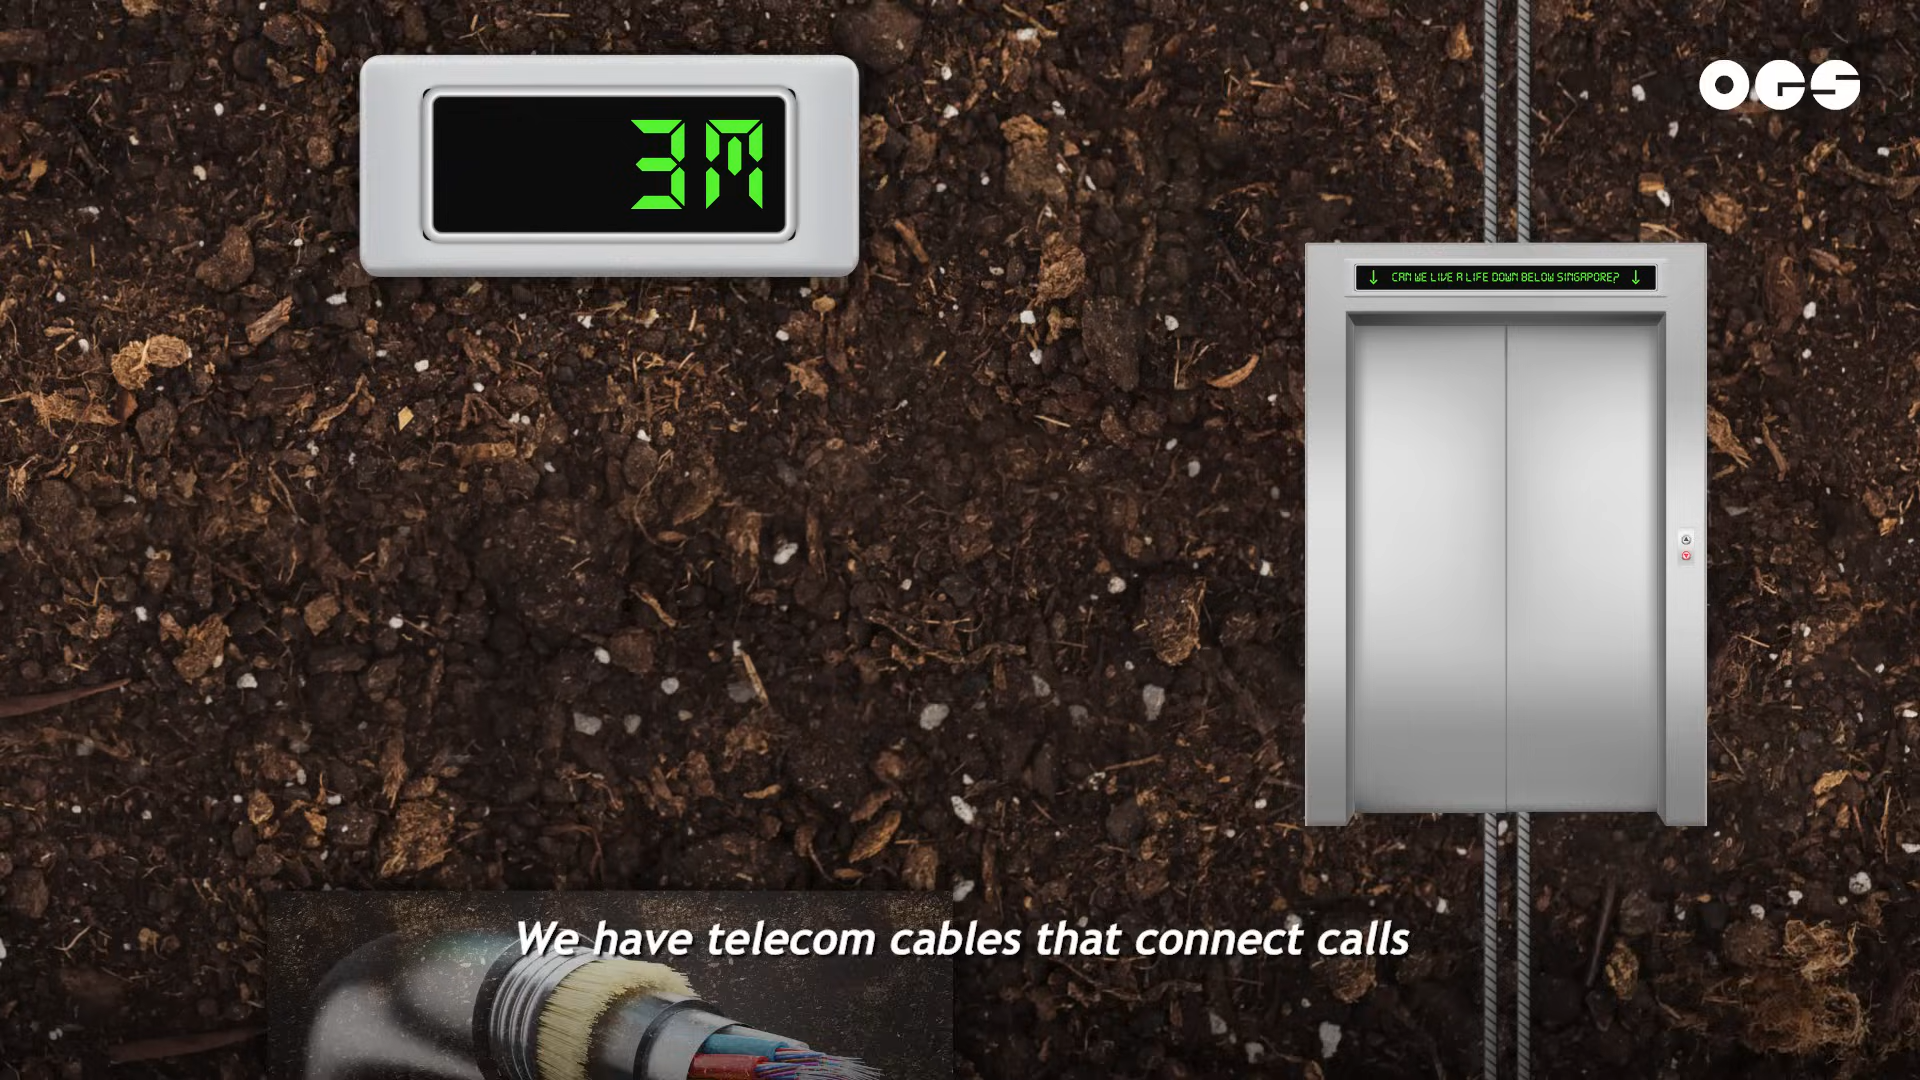 3M
OGS
↓ CAN WE LIVE A LIFE DOWN BELOW SINGAPORE? ↓
We have telecom cables that connect calls